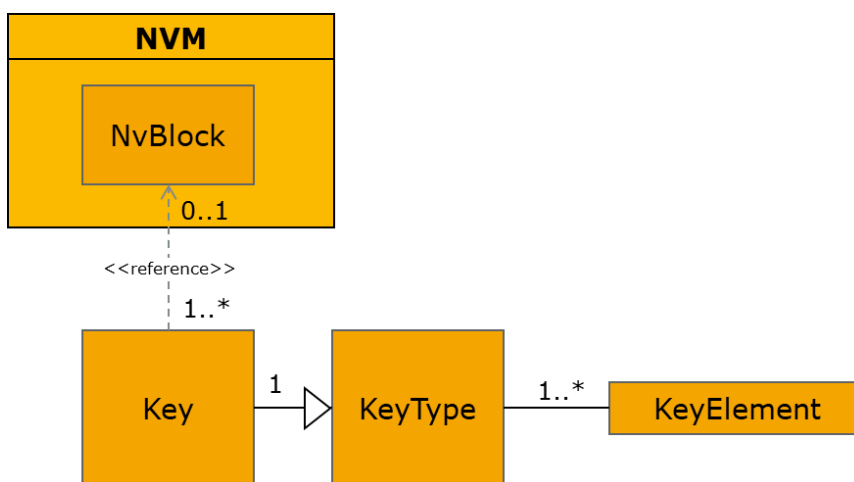 NVM
NvBlock
0..1
<<reference>>
1..*
Key
1
KeyType
1..*
KeyElement